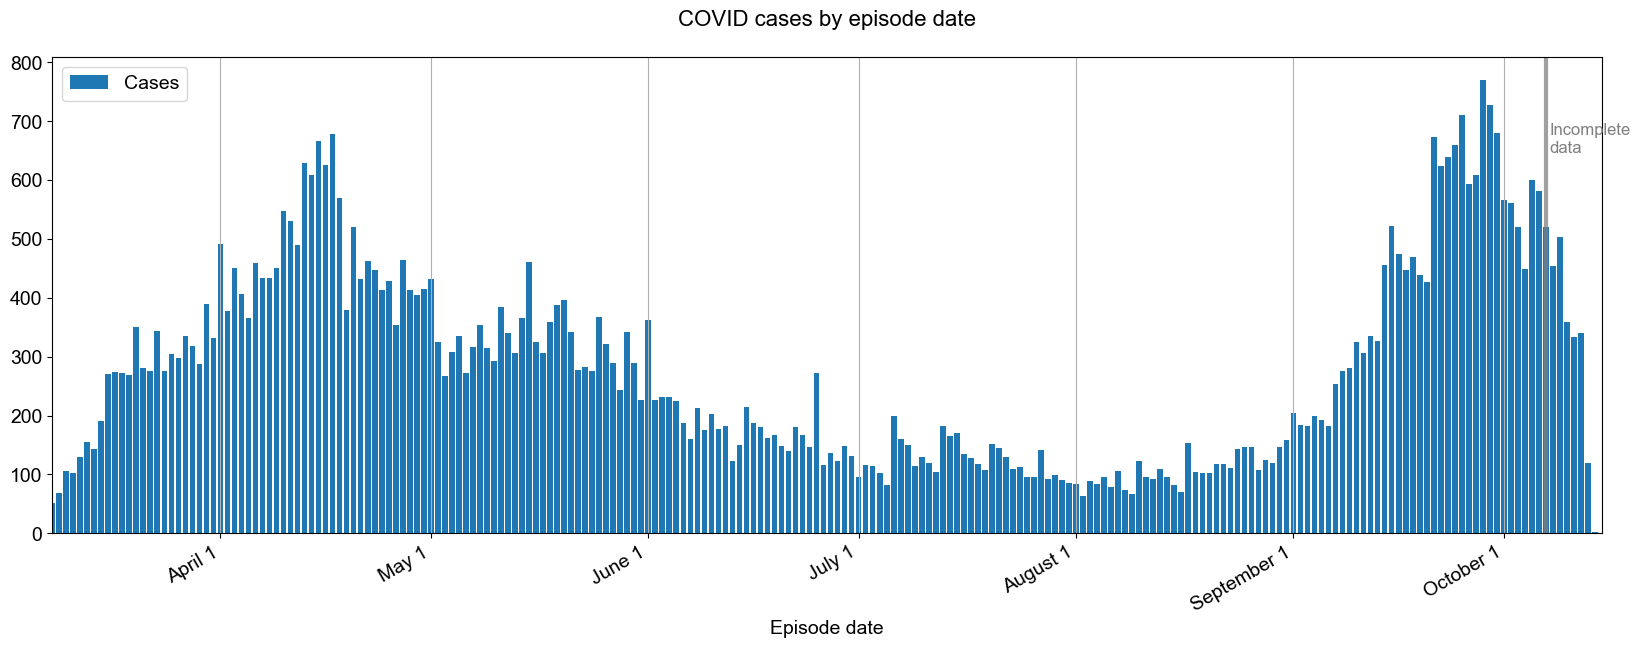 COVID cases by episode date
800
700
600
500
400
300
200
100
0
Cases
Incomplete
data
April 1
May 1
June 1
July 1
August 1
September 1
October 1
Episode date